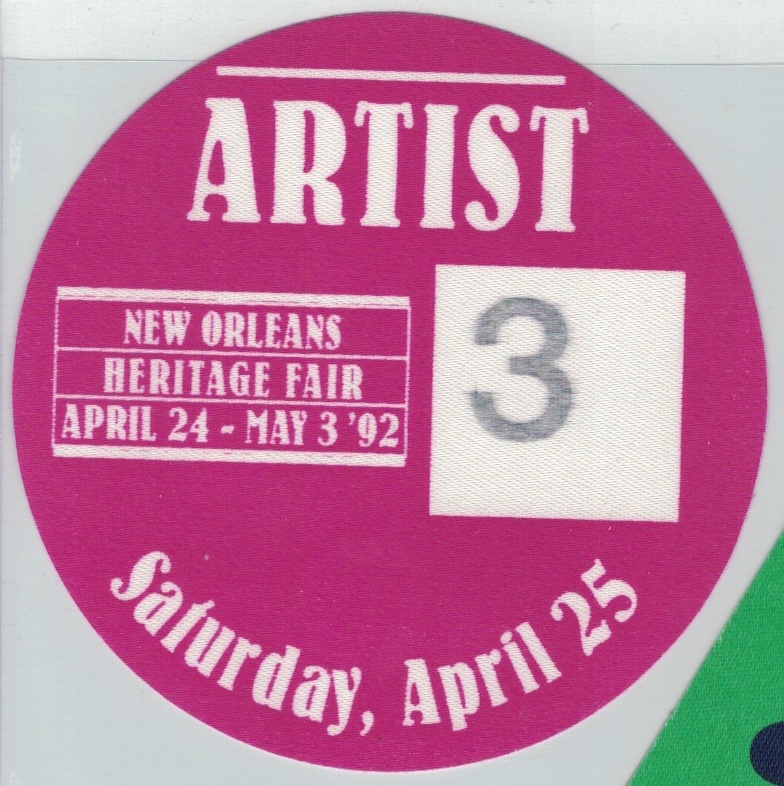 ARTIST
NEW ORLEANS
HERITAGE FAIR
APRIL 24 - MAY 3 '92
3
Saturday, April 25